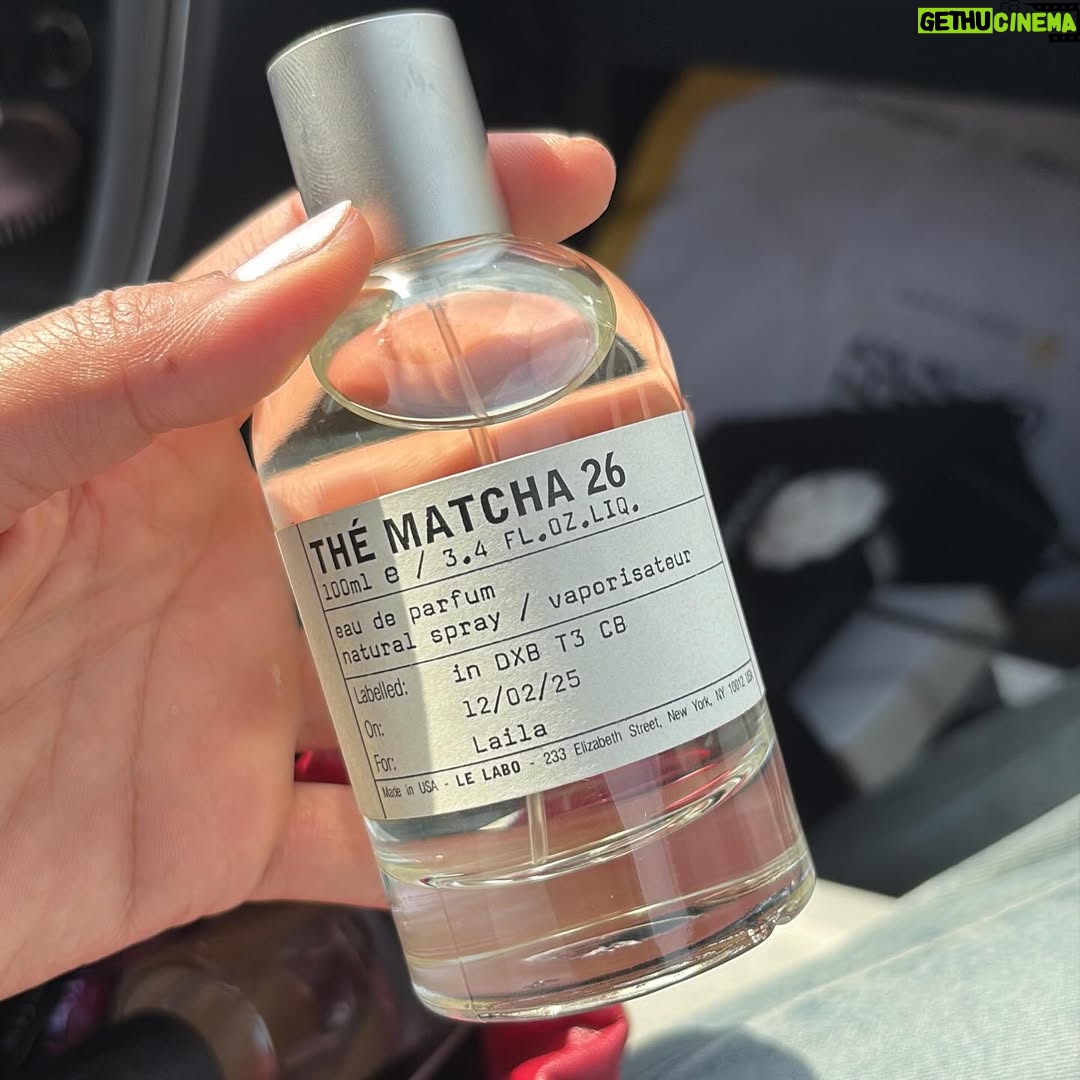 GETHUCINEMA
THÉ MATCHA 26
100ml e / 3.4 FL.OZ.LIQ.
eau de parfum
natural spray / vaporisateur
Labelled: in DXB T3 CB
On: 12/02/25
For: Laila
Made in USA - LE LABO - 233 Elizabeth Street, New York, NY 10012 USA